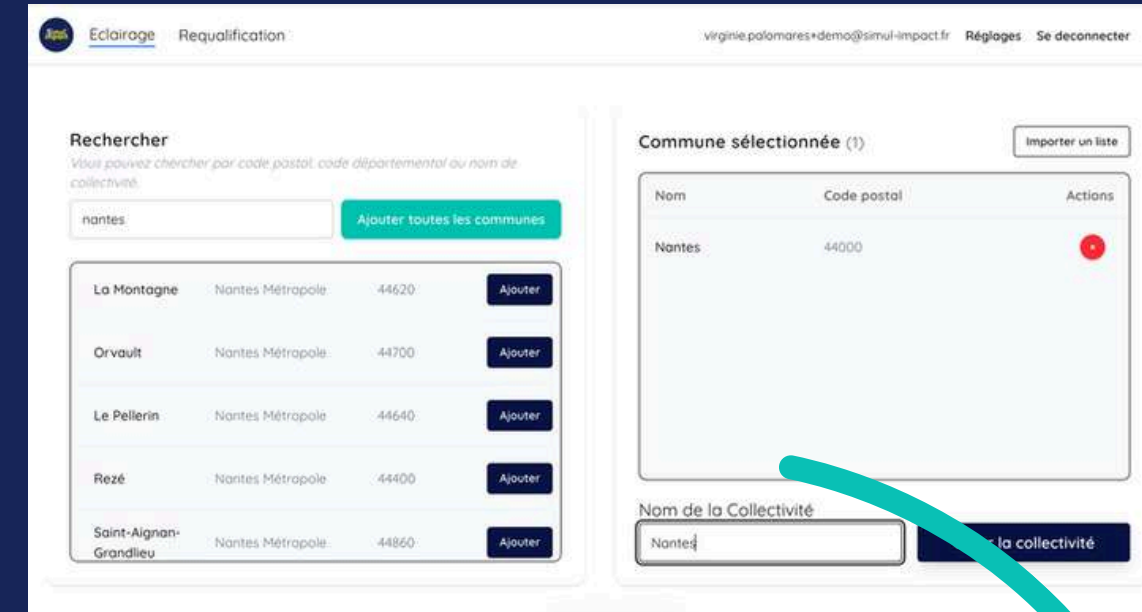 Eclairage Requalification virginie.palomares+demo@simul-impact.fr Réglages Se deconnecter
Rechercher
Vous pouvez chercher par code postal, code départemental ou nom de
collectivité.
nantes Ajouter toutes les communes
La Montagne Nantes Métropole 44620 Ajouter
Orvault Nantes Métropole 44700 Ajouter
Le Pellerin Nantes Métropole 44640 Ajouter
Rezé Nantes Métropole 44400 Ajouter
Saint-Aignan-
Grandlieu Nantes Métropole 44860 Ajouter
Commune sélectionnée (1) Importer un liste
Nom Code postal Actions
Nantes 44000
Nom de la Collectivité
Nantes la collectivité